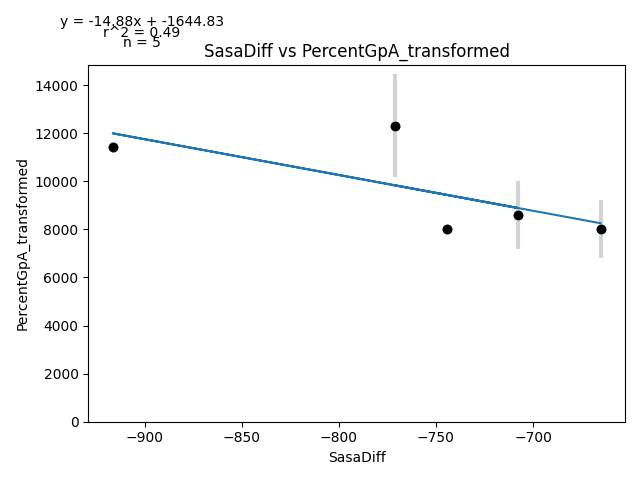 y = -14.88x + -1644.83
r^2 = 0.49
n = 5
SasaDiff vs PercentGpA_transformed
PercentGpA_transformed
14000
12000
10000
8000
6000
4000
2000
0
−900
−850
−800
−750
−700
SasaDiff